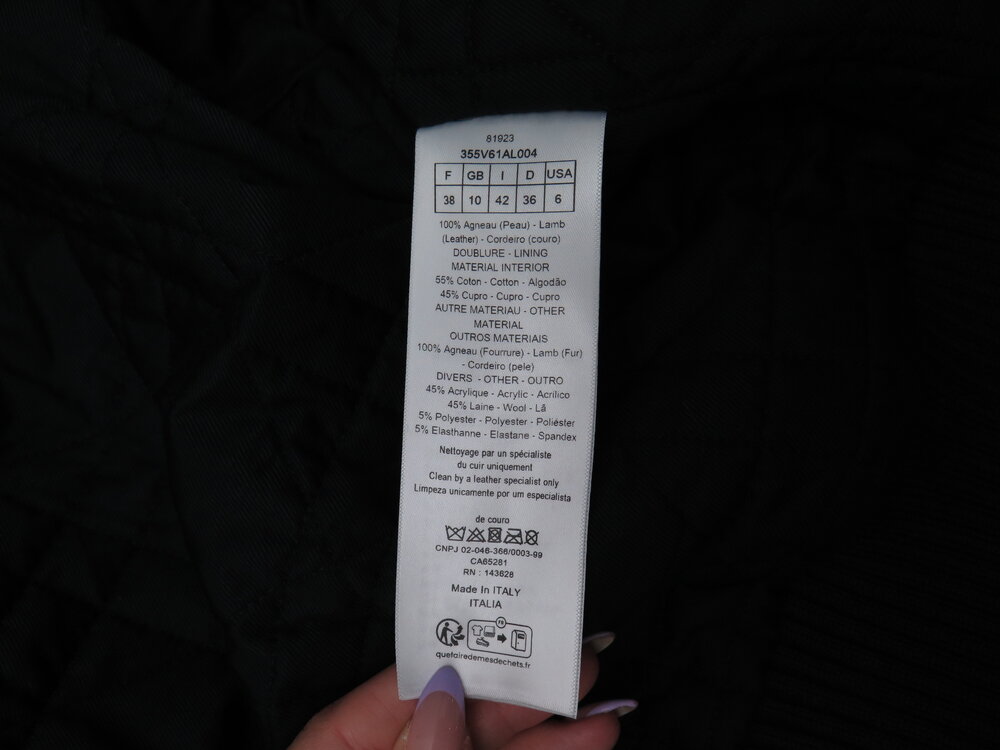 81923
355V61AL004
F GB I D USA
38 10 42 36 6
100% Agneau (Peau) - Lamb
(Leather) - Cordeiro (couro)
DOUBLURE - LINING
MATERIAL INTERIOR
55% Coton - Cotton - Algodão
45% Cupro - Cupro - Cupro
AUTRE MATERIAU - OTHER
MATERIAL
OUTROS MATERIAIS
100% Agneau (Fourrure) - Lamb (Fur)
- Cordeiro (pele)
DIVERS - OTHER - OUTRO
45% Acrylique - Acrylic - Acrilico
45% Laine - Wool - Lã
5% Polyester - Polyester - Poliéster
5% Elasthanne - Elastane - Spandex
Nettoyage par un spécialiste
du cuir uniquement
Clean by a leather specialist only
Limpeza unicamente por um especialista
de couro
CNPJ 02-046-366/0003-99
CA65281
RN : 143628
Made In ITALY
ITALIA
FR
quefairedemesdechets.fr